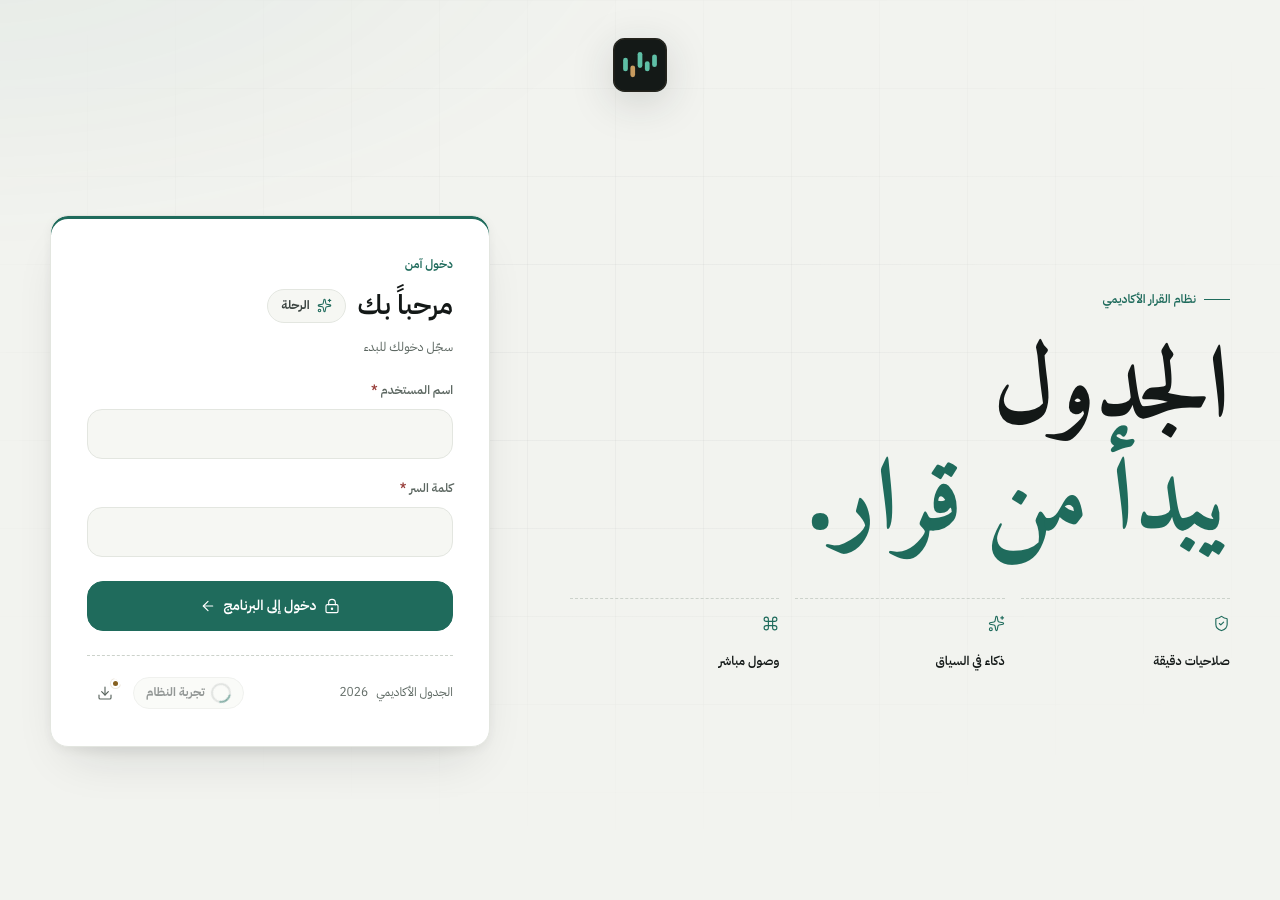 نظام القرار الأكاديمي
الجدول
يبدأ من قرار.
صلاحيات دقيقة
ذكاء في السياق
وصول مباشر
دخول آمن
مرحباً بك
الرحلة
سجّل دخولك للبدء
اسم المستخدم *
كلمة السر *
دخول إلى البرنامج
الجدول الأكاديمي 2026
تجربة النظام